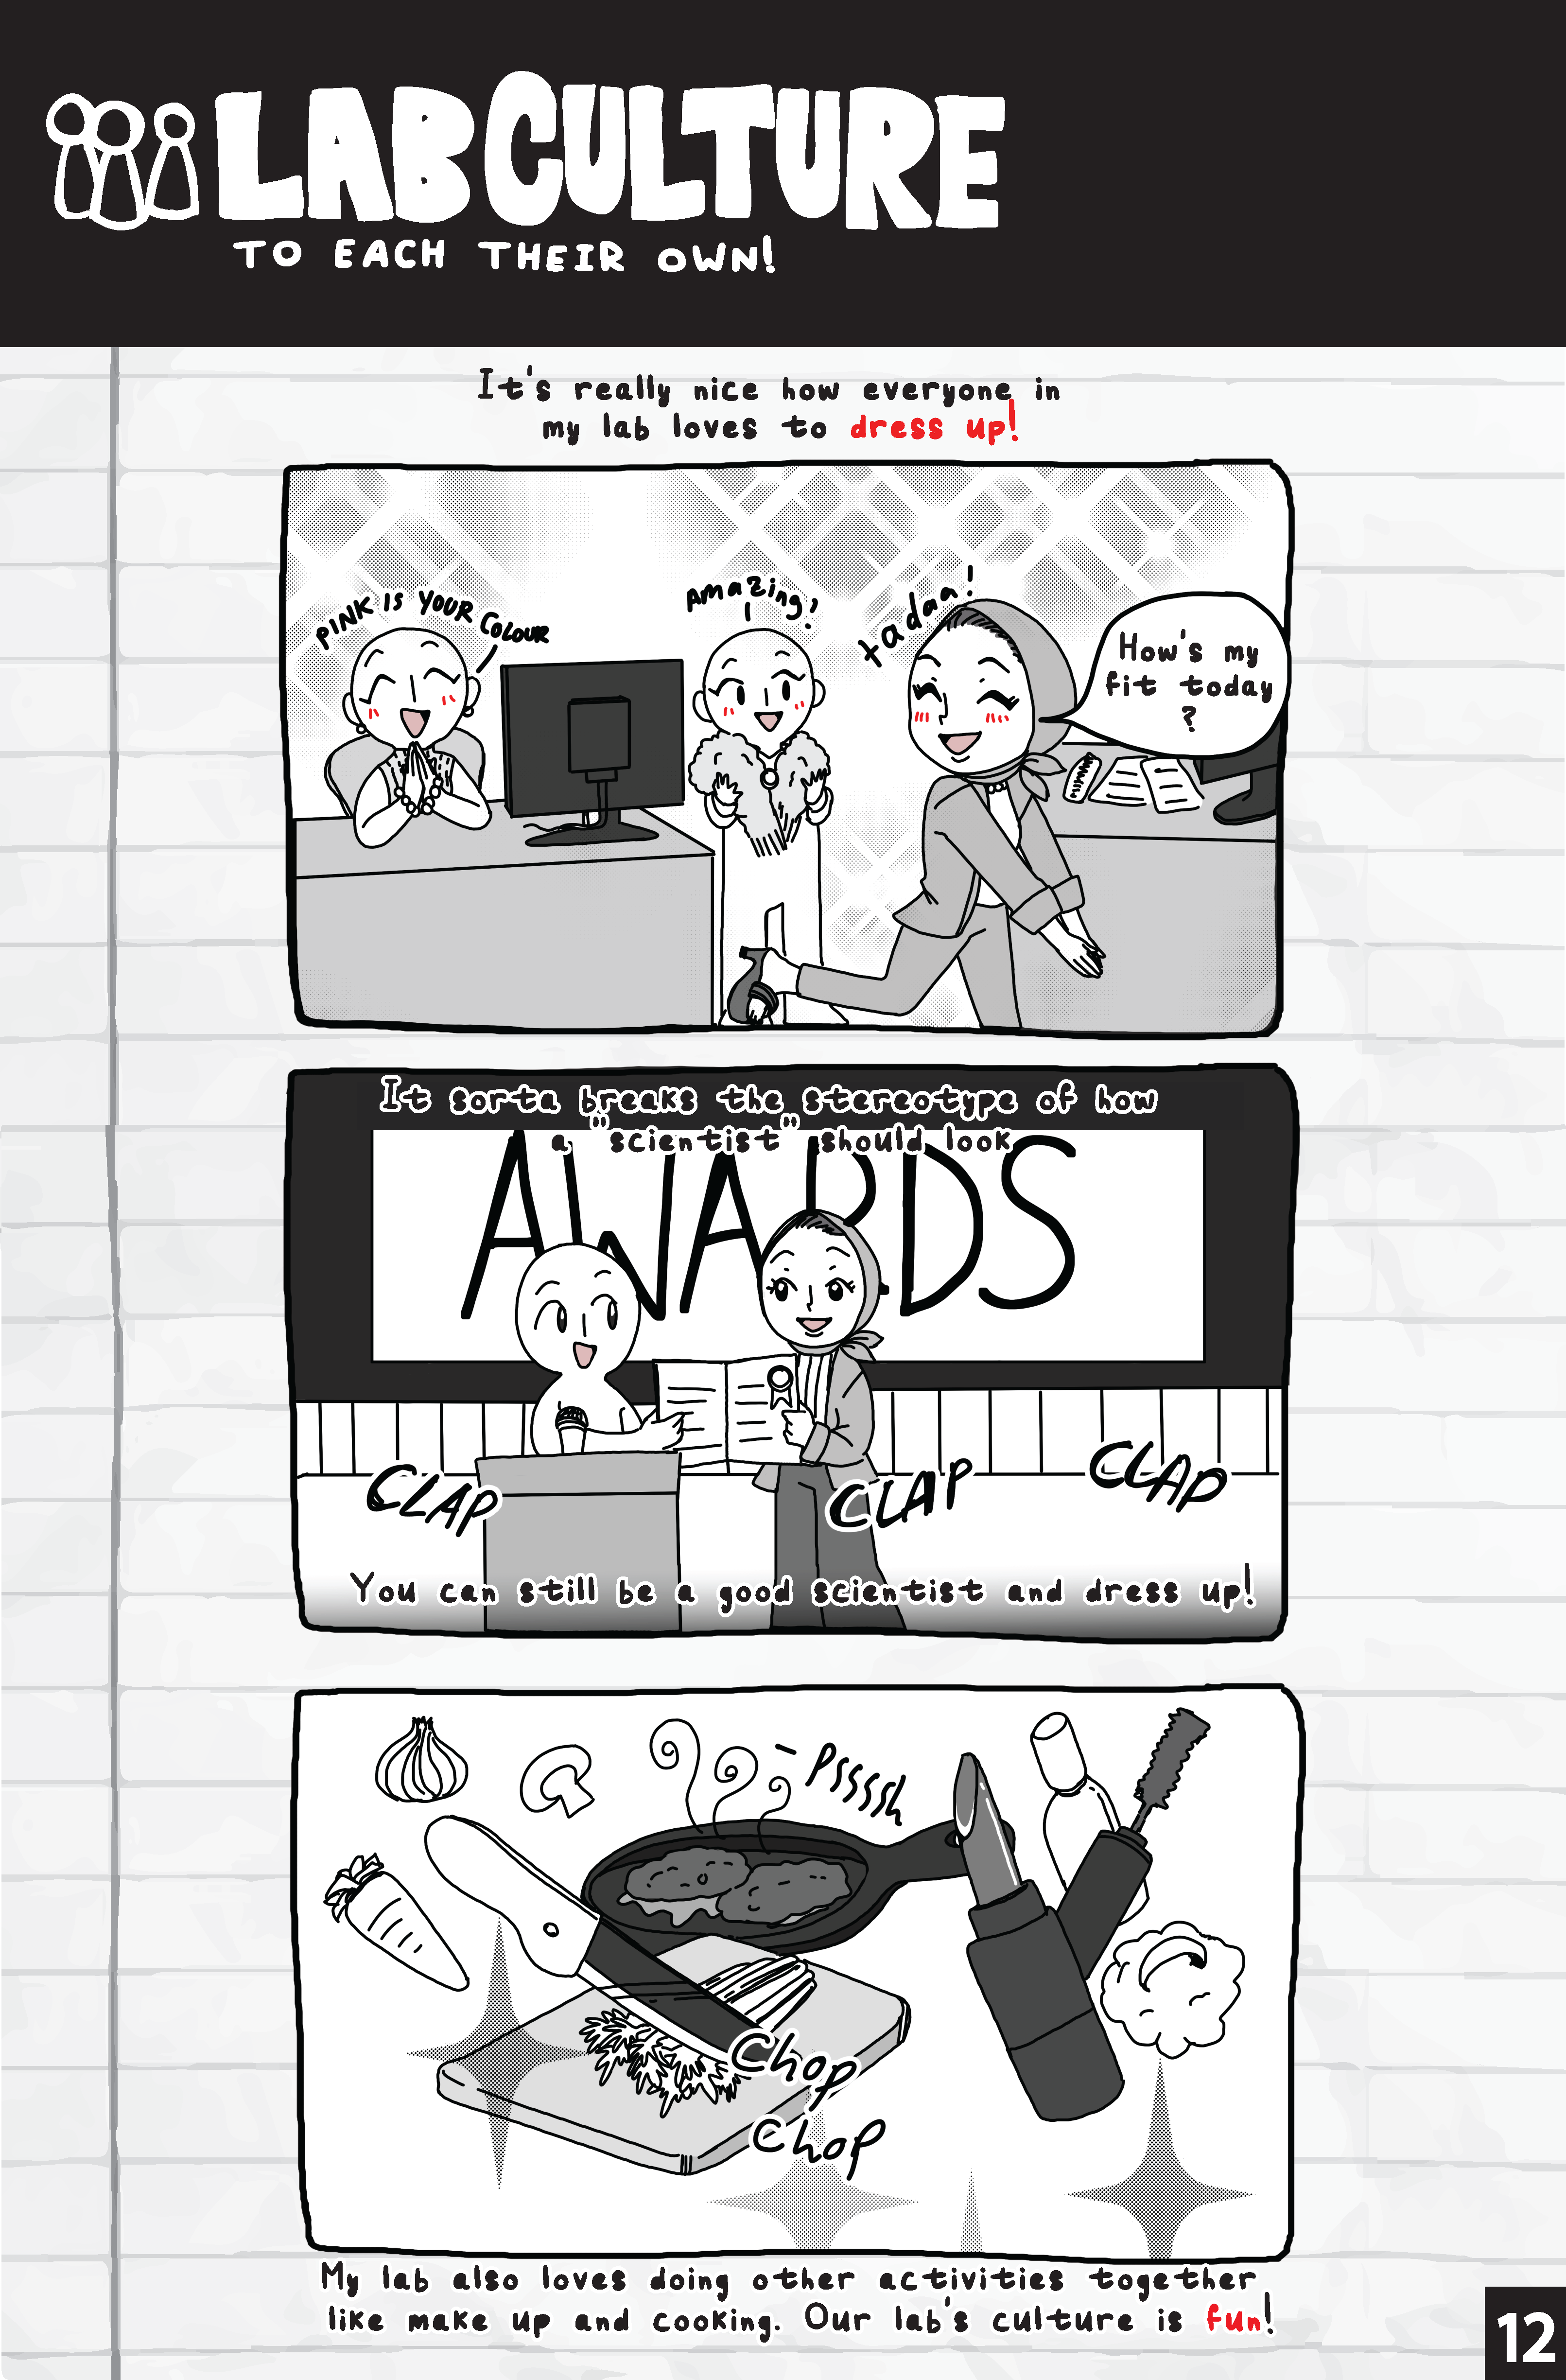 LAB CULTURE
TO EACH THEIR OWN!
It's really nice how everyone in
my lab loves to dress up!
PINK IS YOUR COLOUR
Amazing!
tadaa!
How's my
fit today
?
It sorta breaks the stereotype of how
a "scientist" should look
AWARDS
CLAP
CLAP
CLAP
You can still be a good scientist and dress up!
Pssssh
Chop
Chop
My lab also loves doing other activities together
like make up and cooking. Our lab's culture is fun!
12